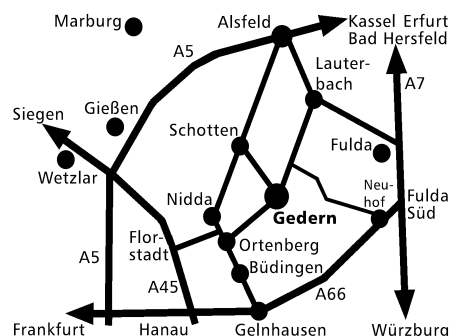 Marburg
Alsfeld
Kassel Erfurt
Bad Hersfeld
A5
Lauter-
bach
A7
Siegen
Gießen
Schotten
Fulda
Wetzlar
Nidda
Neu-
hof
Gedern
Fulda
Süd
Flor-
stadt
Ortenberg
A5
Büdingen
A45
A66
Frankfurt
Hanau
Gelnhausen
Würzburg